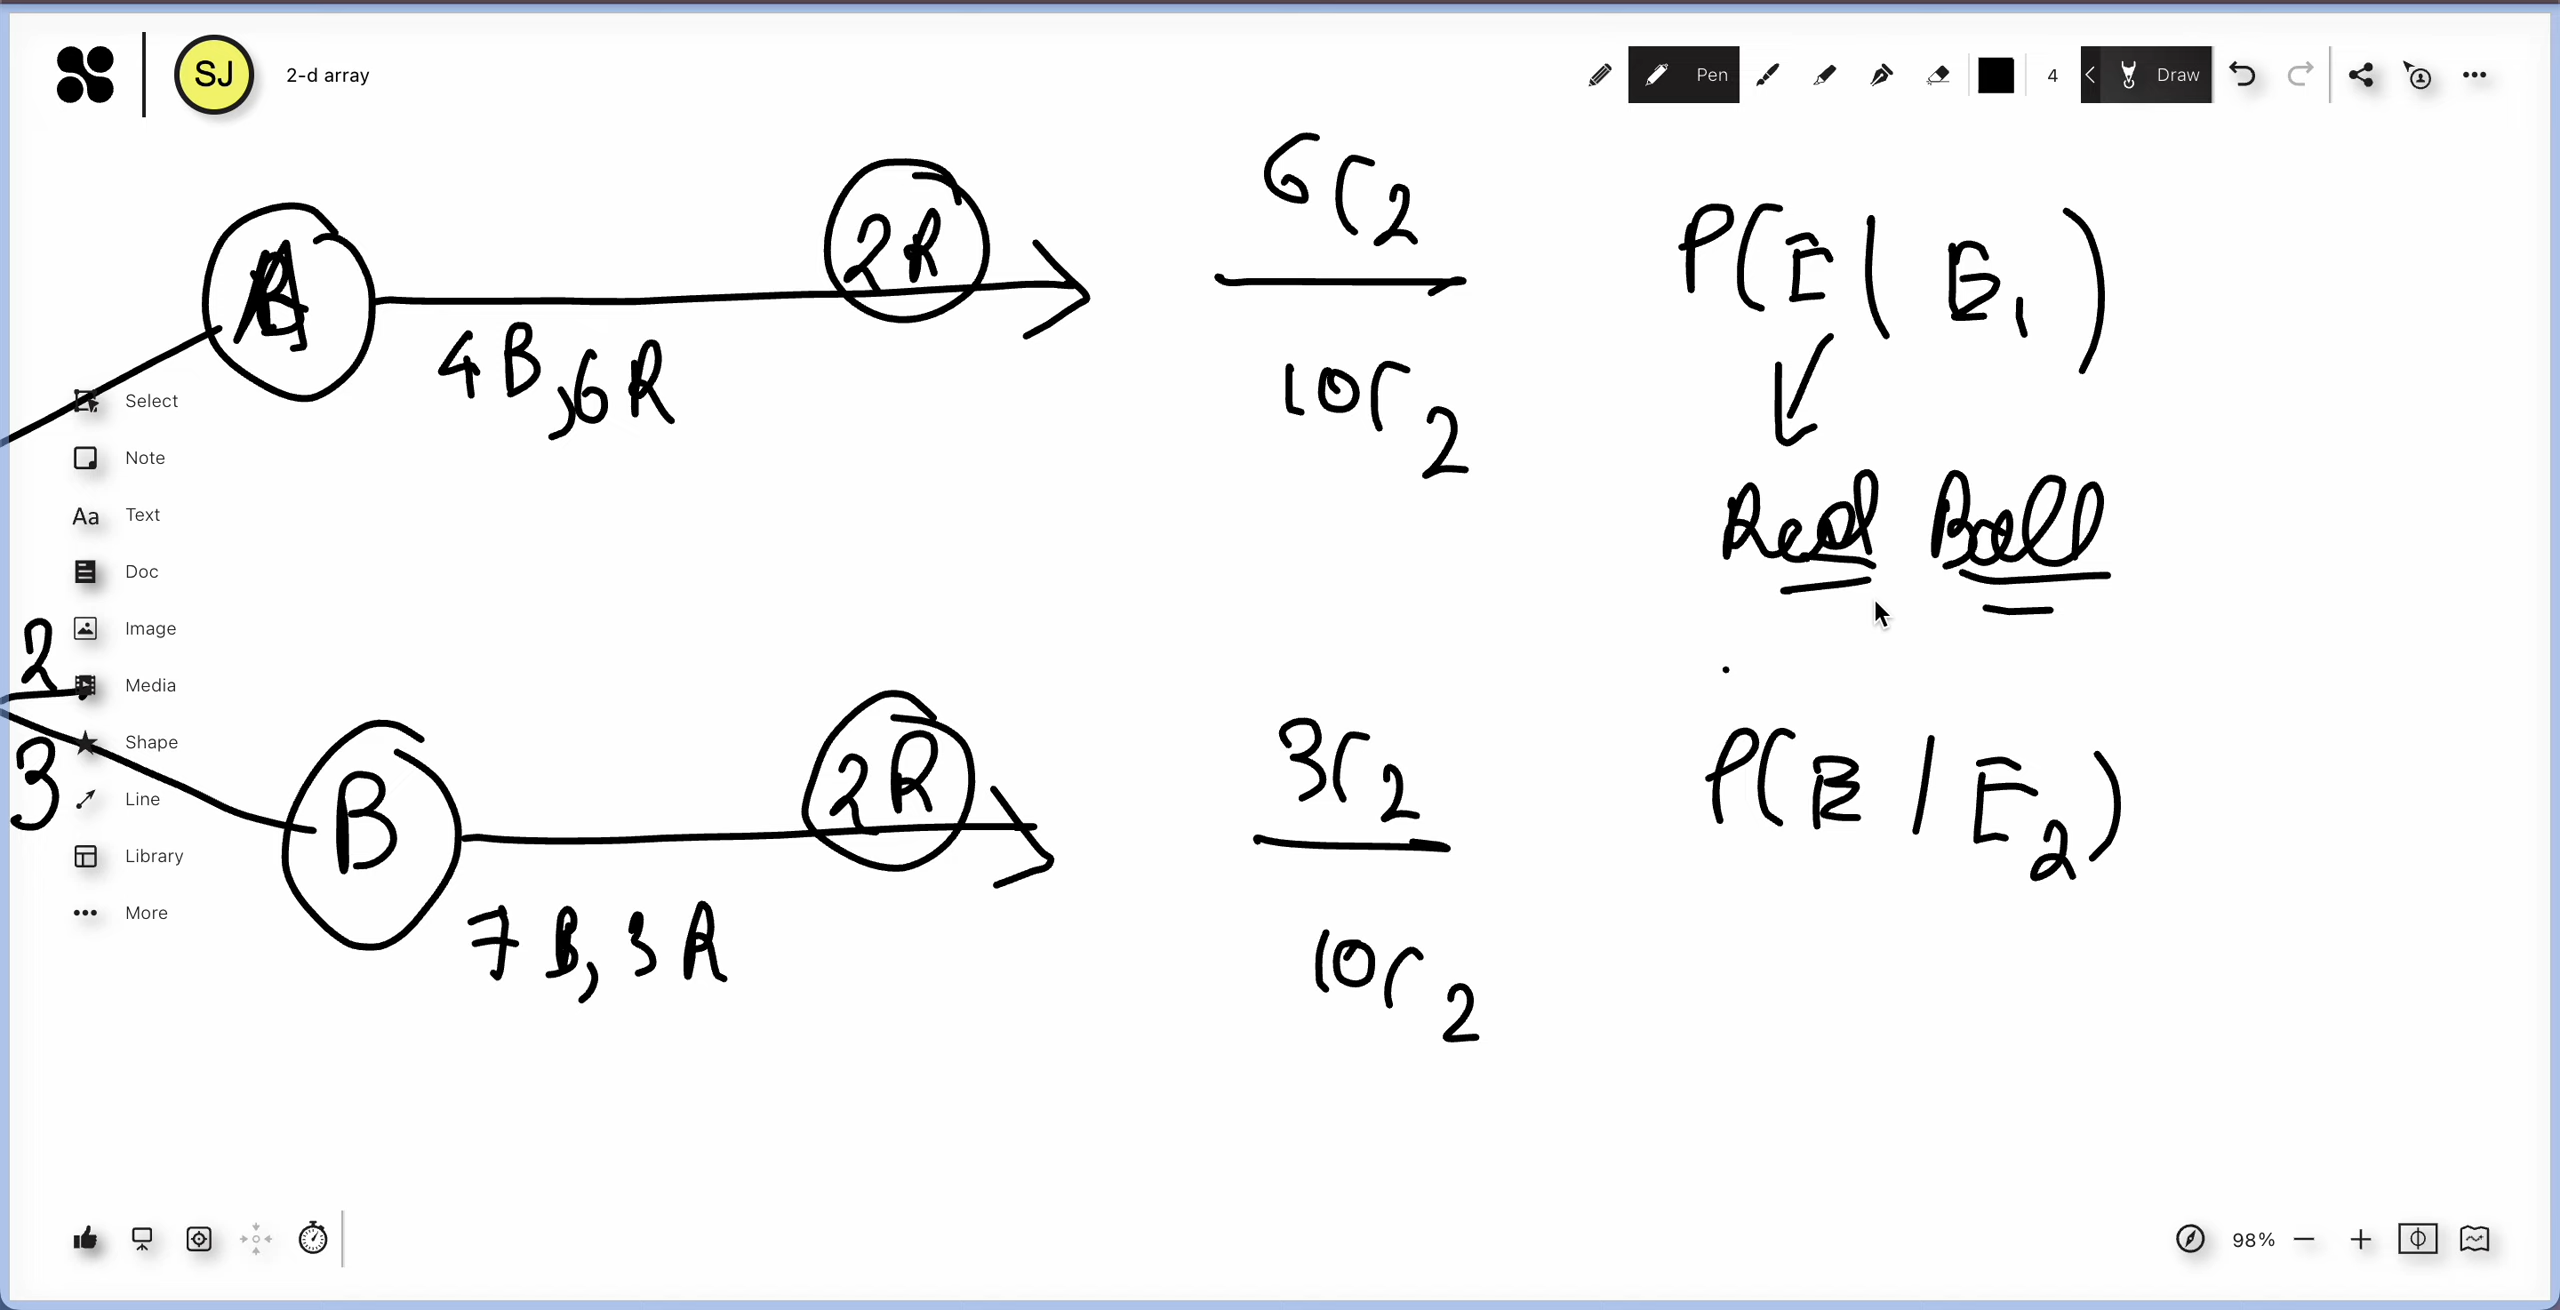 SJ 2-d array Pen 4 Draw
A 2R 6C2 P(E/E1)
4B, 6R 10C2
Red Ball
Select
Note
Text
Doc
Image
Media
Shape
Line
Library
More
2
3
B 2R 3C2 P(E/E2)
7B, 3R 10C2
98%